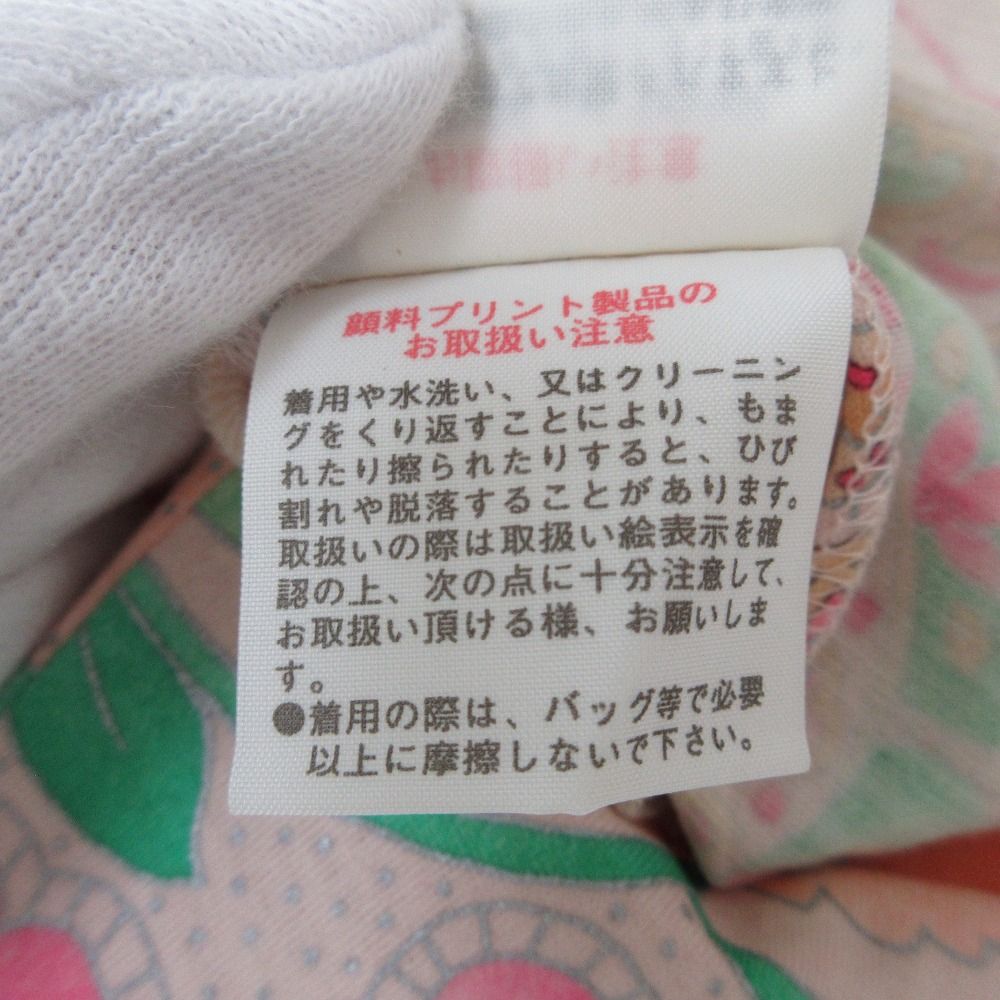 顔料プリント製品の
お取扱い注意
着用や水洗い、又はクリーニン
グをくり返すことにより、もま
れたり擦られたりすると、ひび
割れや脱落することがあります。
取扱いの際は取扱い絵表示を確
認の上、次の点に十分注意して、
お取扱い頂ける様、お願いしま
す。
●着用の際は、バッグ等で必要
以上に摩擦しないで下さい。